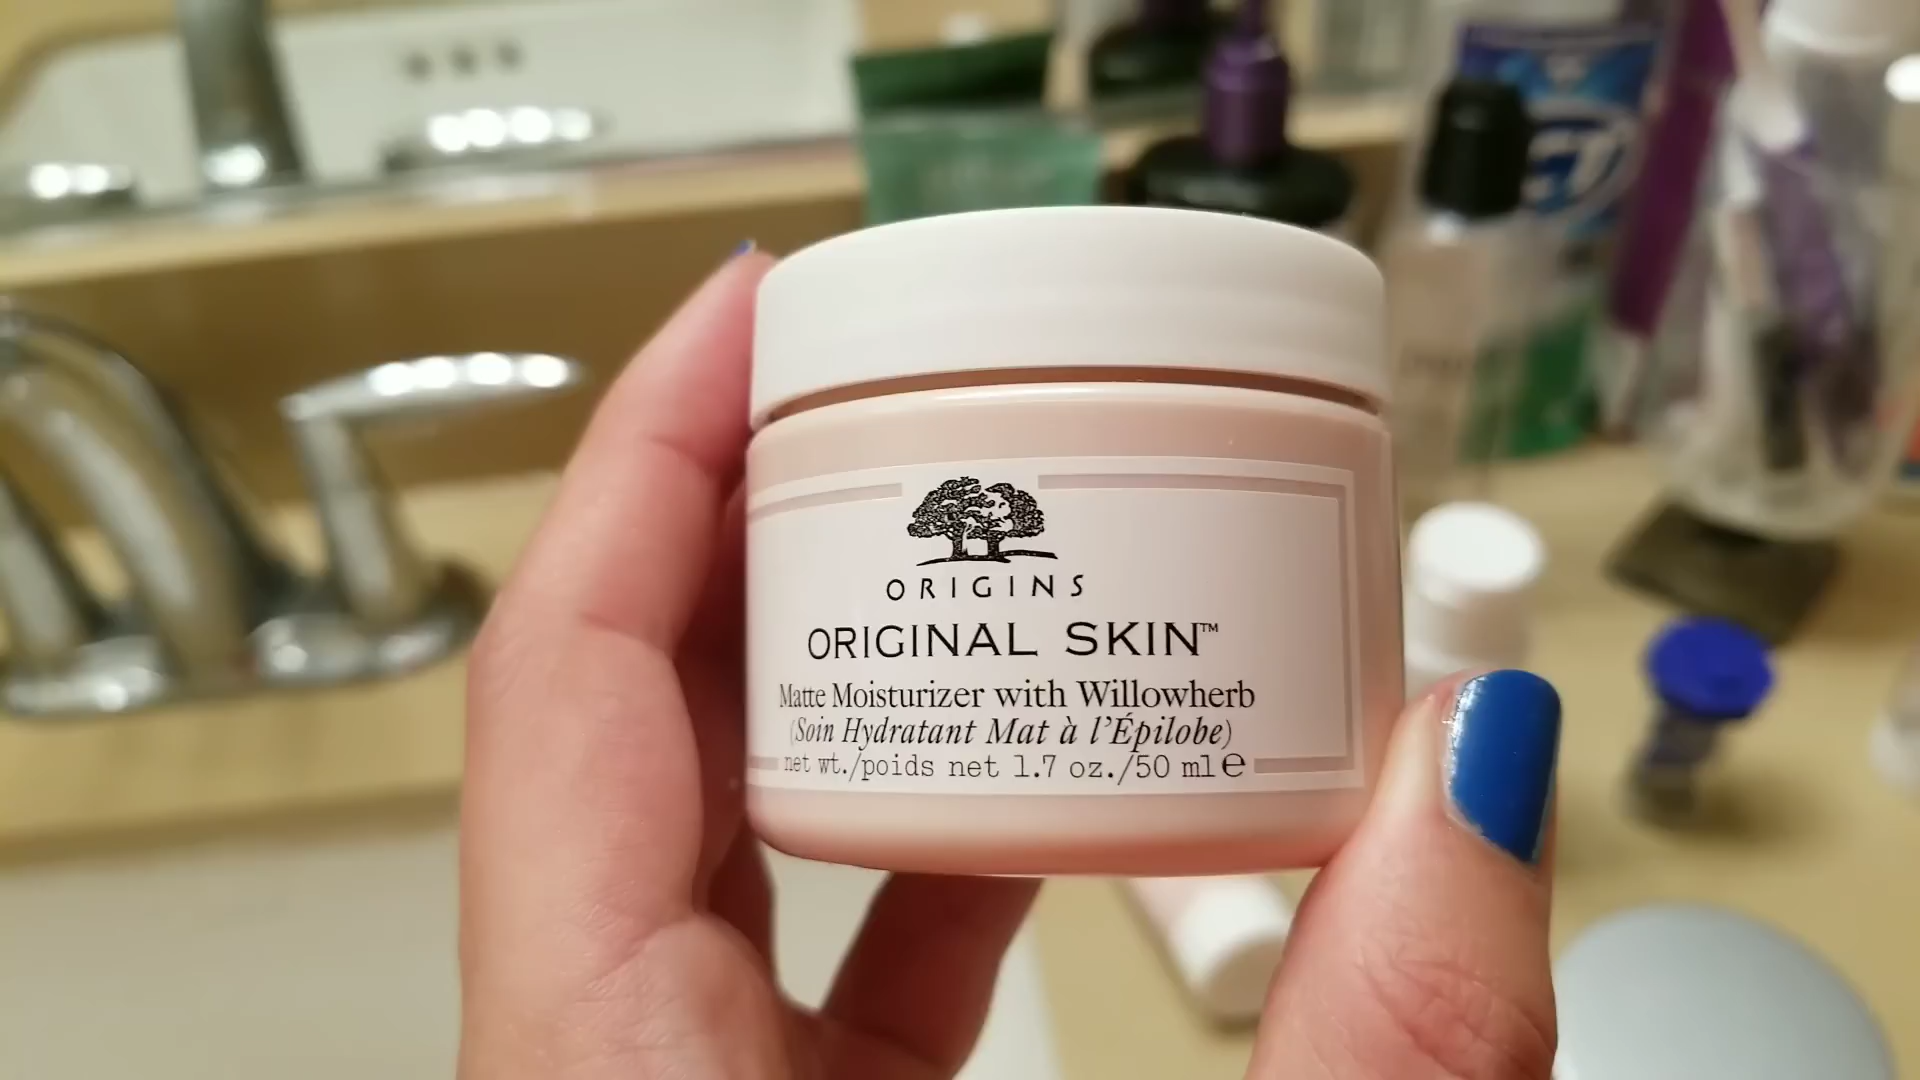 ORIGINS
ORIGINAL SKIN™
Matte Moisturizer with Willowherb
(Soin Hydratant Mat à l'Épilobe)
net wt./poids net 1.7 oz./50 ml ℮